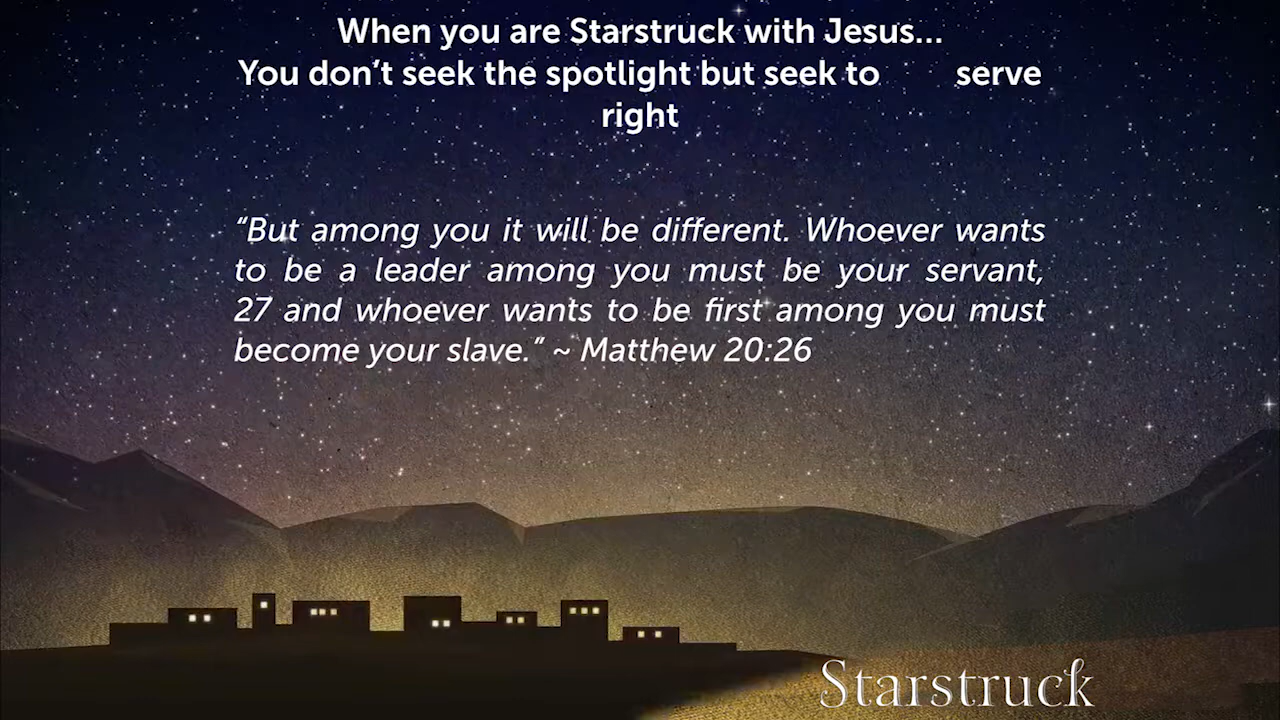 When you are Starstruck with Jesus...
You don't seek the spotlight but seek to serve
right
“But among you it will be different. Whoever wants
to be a leader among you must be your servant,
27 and whoever wants to be first among you must
become your slave.” ~ Matthew 20:26
Starstruck